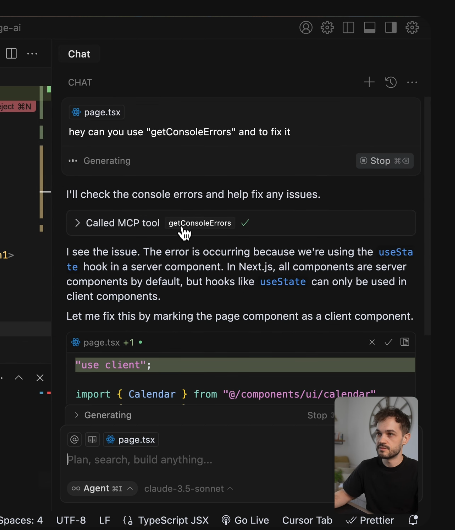 ge-ai
Chat
CHAT
eject ⌘N
page.tsx
hey can you use "getConsoleErrors" and to fix it
Generating
Stop ⌘⌫
I'll check the console errors and help fix any issues.
Called MCP tool getConsoleErrors
I see the issue. The error is occurring because we're using the useSta
te hook in a server component. In Next.js, all components are server
components by default, but hooks like useState can only be used in
client components.
Let me fix this by marking the page component as a client component.
h1>
page.tsx +1
"use client";
import { Calendar } from "@/components/ui/calendar"
Generating
Stop
@ page.tsx
Plan, search, build anything...
∞ Agent ⌘I claude-3.5-sonnet
Spaces: 4 UTF-8 LF {} TypeScript JSX Go Live Cursor Tab Prettier